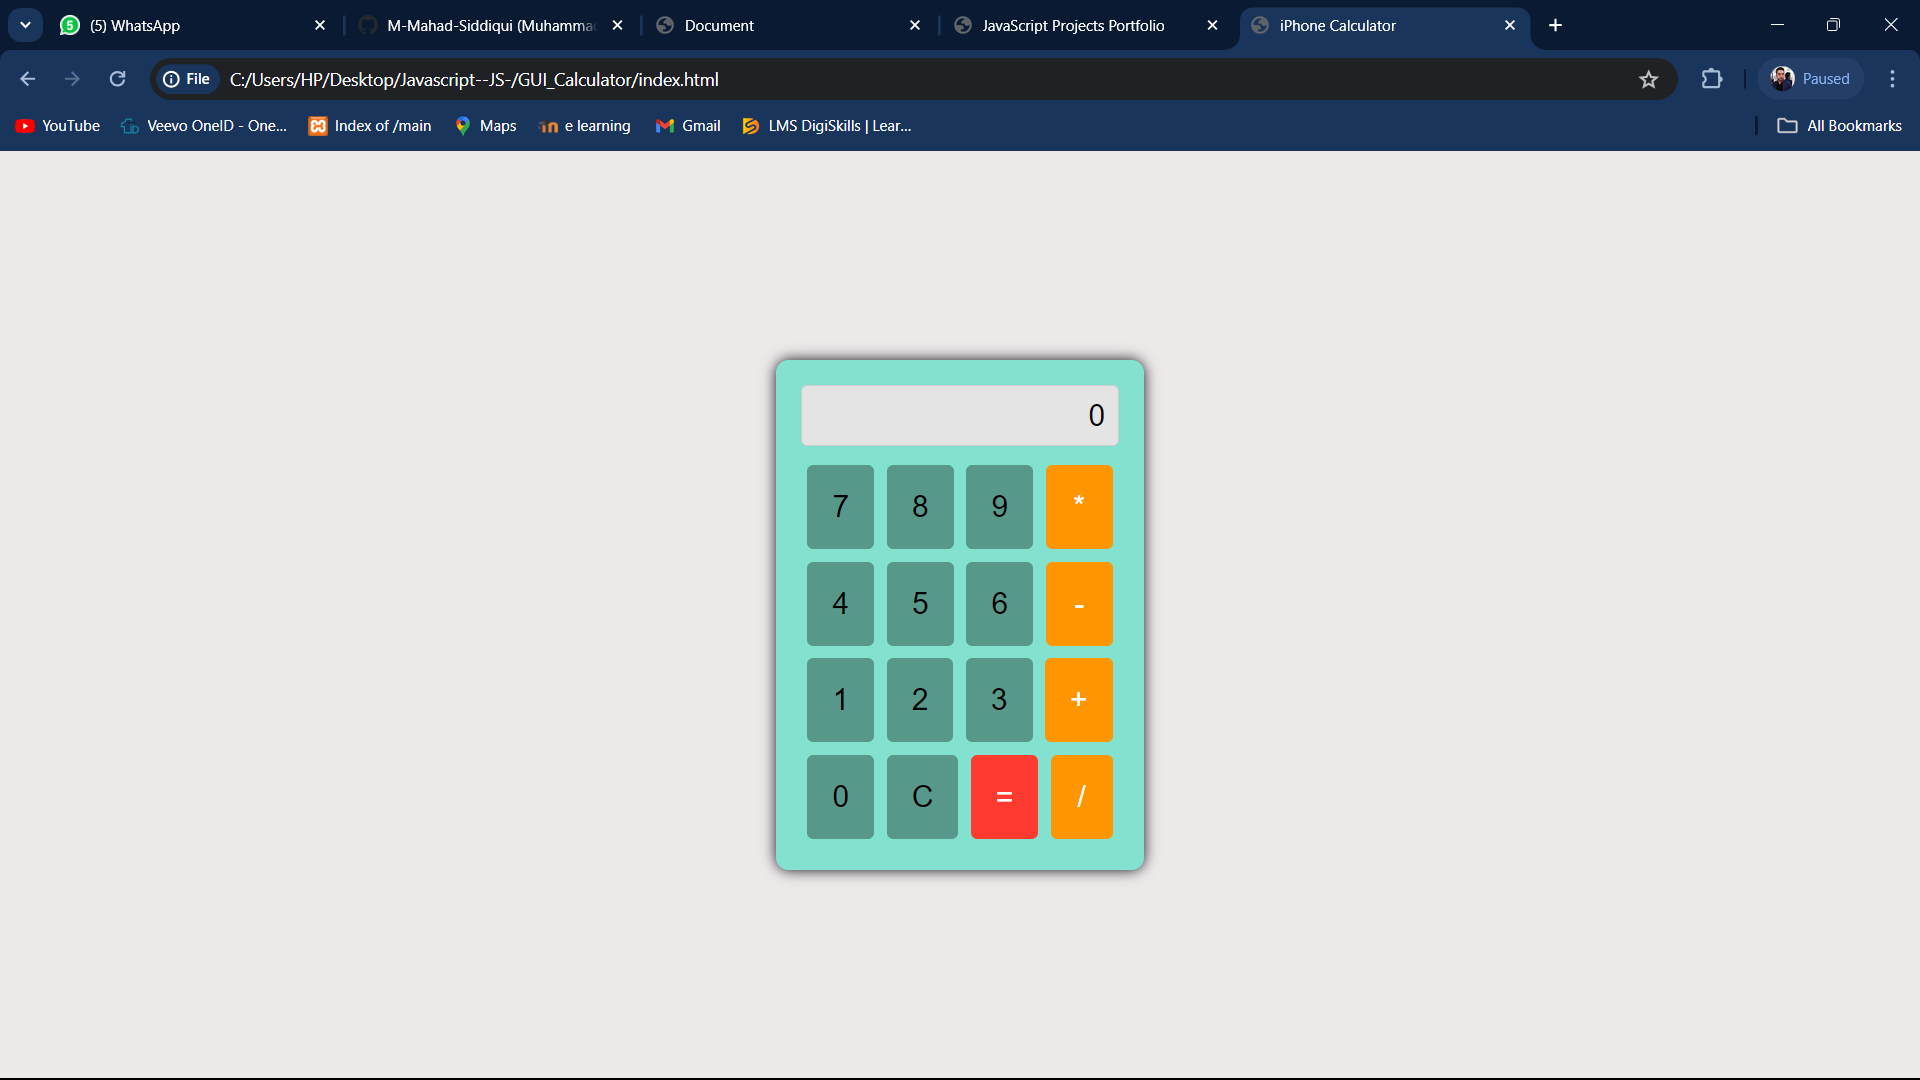 (5) WhatsApp
M-Mahad-Siddiqui (Muhamma
Document
JavaScript Projects Portfolio
iPhone Calculator
File
C:/Users/HP/Desktop/Javascript--JS-/GUI_Calculator/index.html
Paused
YouTube
Veevo OneID - One...
Index of /main
Maps
e learning
Gmail
LMS DigiSkills | Lear...
All Bookmarks
0
7 8 9 *
4 5 6 -
1 2 3 +
0 C = /